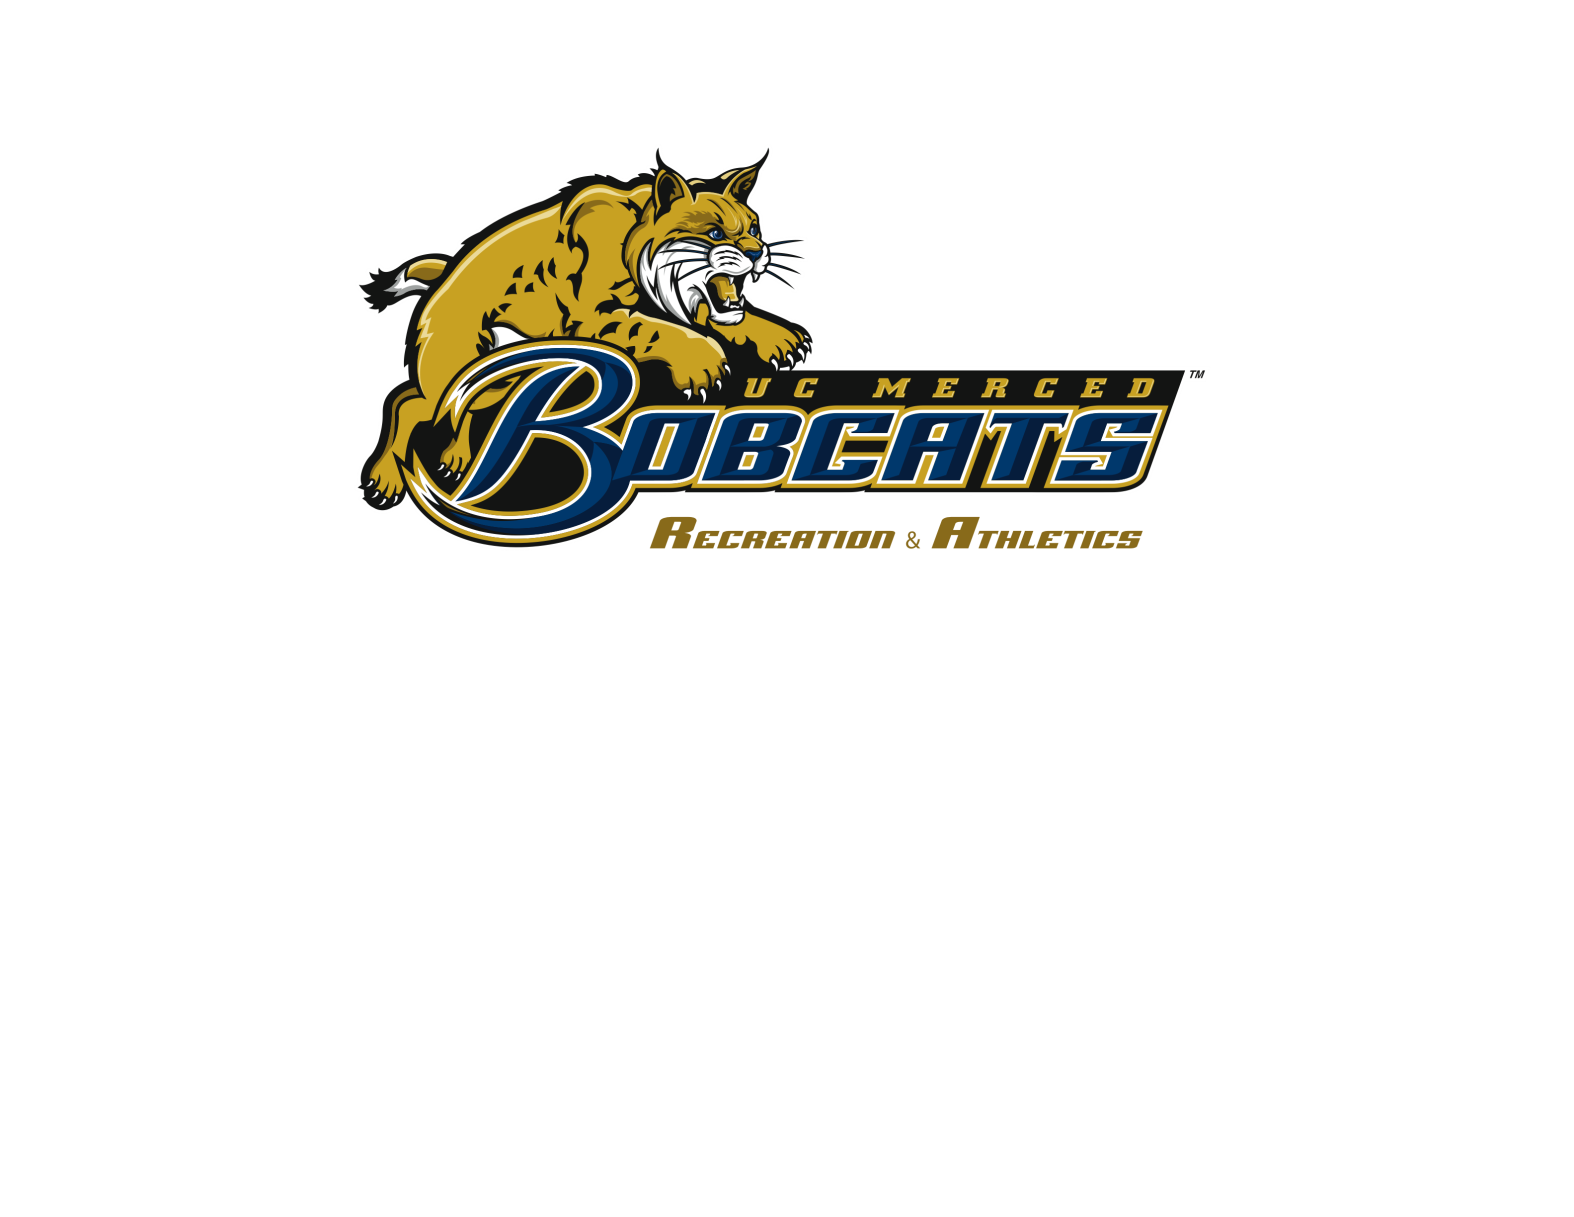 UC MERCED
BOBCATS
™
RECREATION & ATHLETICS